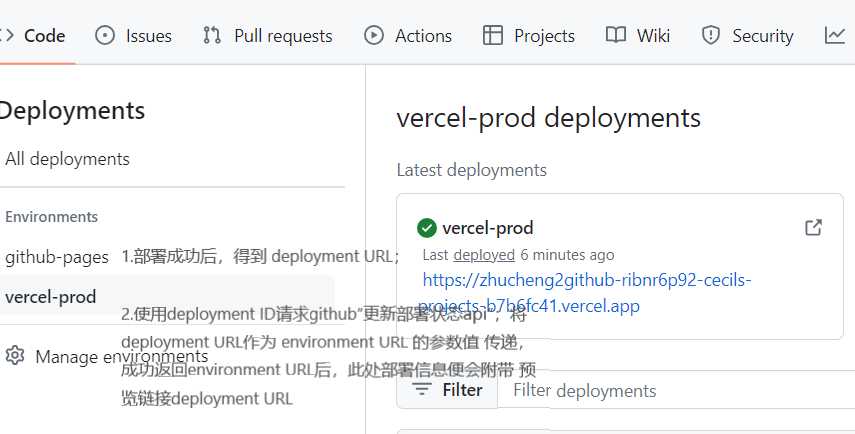 Code
Issues
Pull requests
Actions
Projects
Wiki
Security
Deployments
All deployments
Environments
github-pages
vercel-prod
Manage environments
vercel-prod deployments
Latest deployments
vercel-prod
Last deployed 6 minutes ago
https://zhucheng2github-ribnr6p92-cecils-
projects-b7b6fc41.vercel.app
Filter
Filter deployments
1.部署成功后，得到 deployment URL；
2.使用deployment ID请求github“更新部署状态api”，将
deployment URL作为 environment URL 的参数值 传递，
成功返回environment URL后，此处部署信息便会附带 预
览链接deployment URL